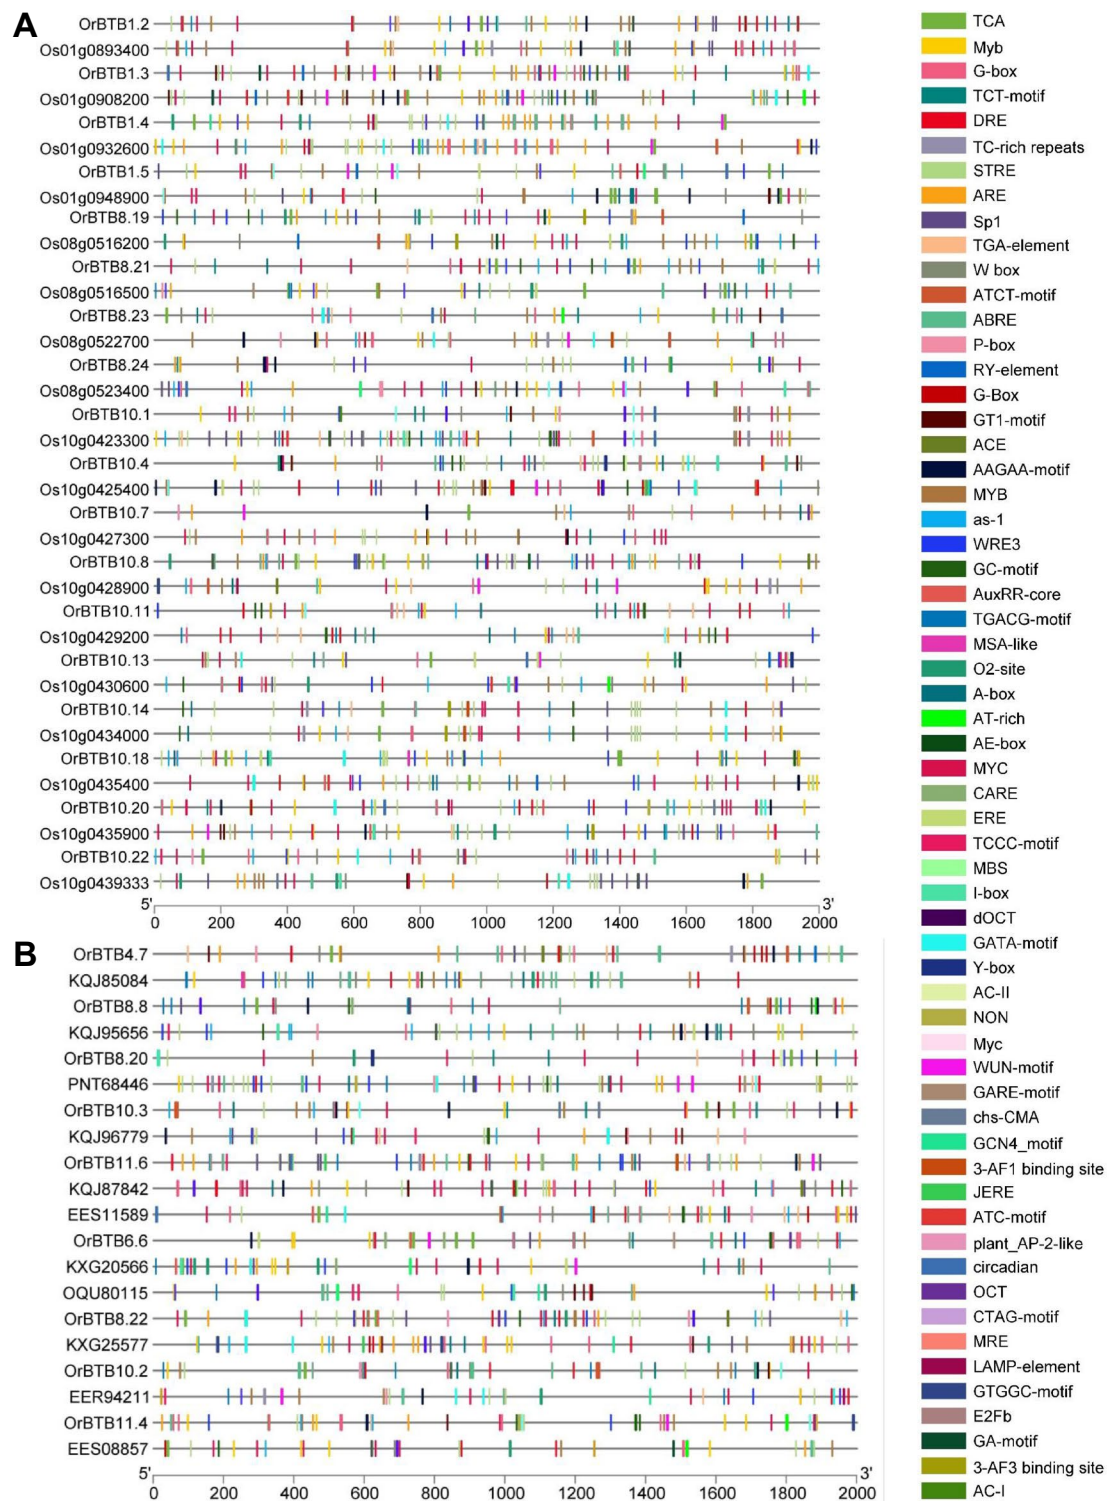 A
OrBTB1.2
Os01g0893400
OrBTB1.3
Os01g0908200
OrBTB1.4
Os01g0932600
OrBTB1.5
Os01g0948900
OrBTB8.19
Os08g0516200
OrBTB8.21
Os08g0516500
OrBTB8.23
Os08g0522700
OrBTB8.24
Os08g0523400
OrBTB10.1
Os10g0423300
OrBTB10.4
Os10g0425400
OrBTB10.7
Os10g0427300
OrBTB10.8
Os10g0428900
OrBTB10.11
Os10g0429200
OrBTB10.13
Os10g0430600
OrBTB10.14
Os10g0434000
OrBTB10.18
Os10g0435400
OrBTB10.20
Os10g0435900
OrBTB10.22
Os10g0439333
5' 3'
0 200 400 600 800 1000 1200 1400 1600 1800 2000
B
OrBTB4.7
KQJ85084
OrBTB8.8
KQJ95656
OrBTB8.20
PNT68446
OrBTB10.3
KQJ96779
OrBTB11.6
KQJ87842
EES11589
OrBTB6.6
KXG20566
OQU80115
OrBTB8.22
KXG25577
OrBTB10.2
EER94211
OrBTB11.4
EES08857
5' 3'
0 200 400 600 800 1000 1200 1400 1600 1800 2000
TCA
Myb
G-box
TCT-motif
DRE
TC-rich repeats
STRE
ARE
Sp1
TGA-element
W box
ATCT-motif
ABRE
P-box
RY-element
G-Box
GT1-motif
ACE
AAGAA-motif
MYB
as-1
WRE3
GC-motif
AuxRR-core
TGACG-motif
MSA-like
O2-site
A-box
AT-rich
AE-box
MYC
CARE
ERE
TCCC-motif
MBS
I-box
dOCT
GATA-motif
Y-box
AC-II
NON
Myc
WUN-motif
GARE-motif
chs-CMA
GCN4_motif
3-AF1 binding site
JERE
ATC-motif
plant_AP-2-like
circadian
OCT
CTAG-motif
MRE
LAMP-element
GTGGC-motif
E2Fb
GA-motif
3-AF3 binding site
AC-I